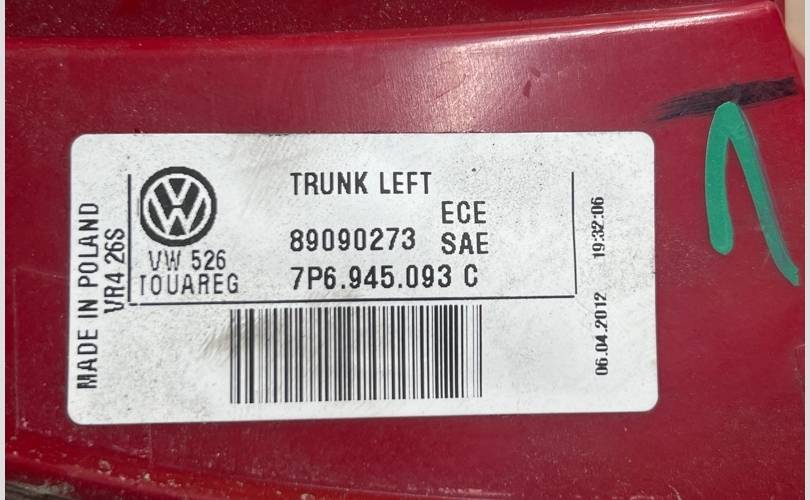 MADE IN POLAND
VR4 26S
VW 526
TOUAREG
TRUNK LEFT
ECE
89090273 SAE
7P6.945.093 C
06.04.2012 19:32:06